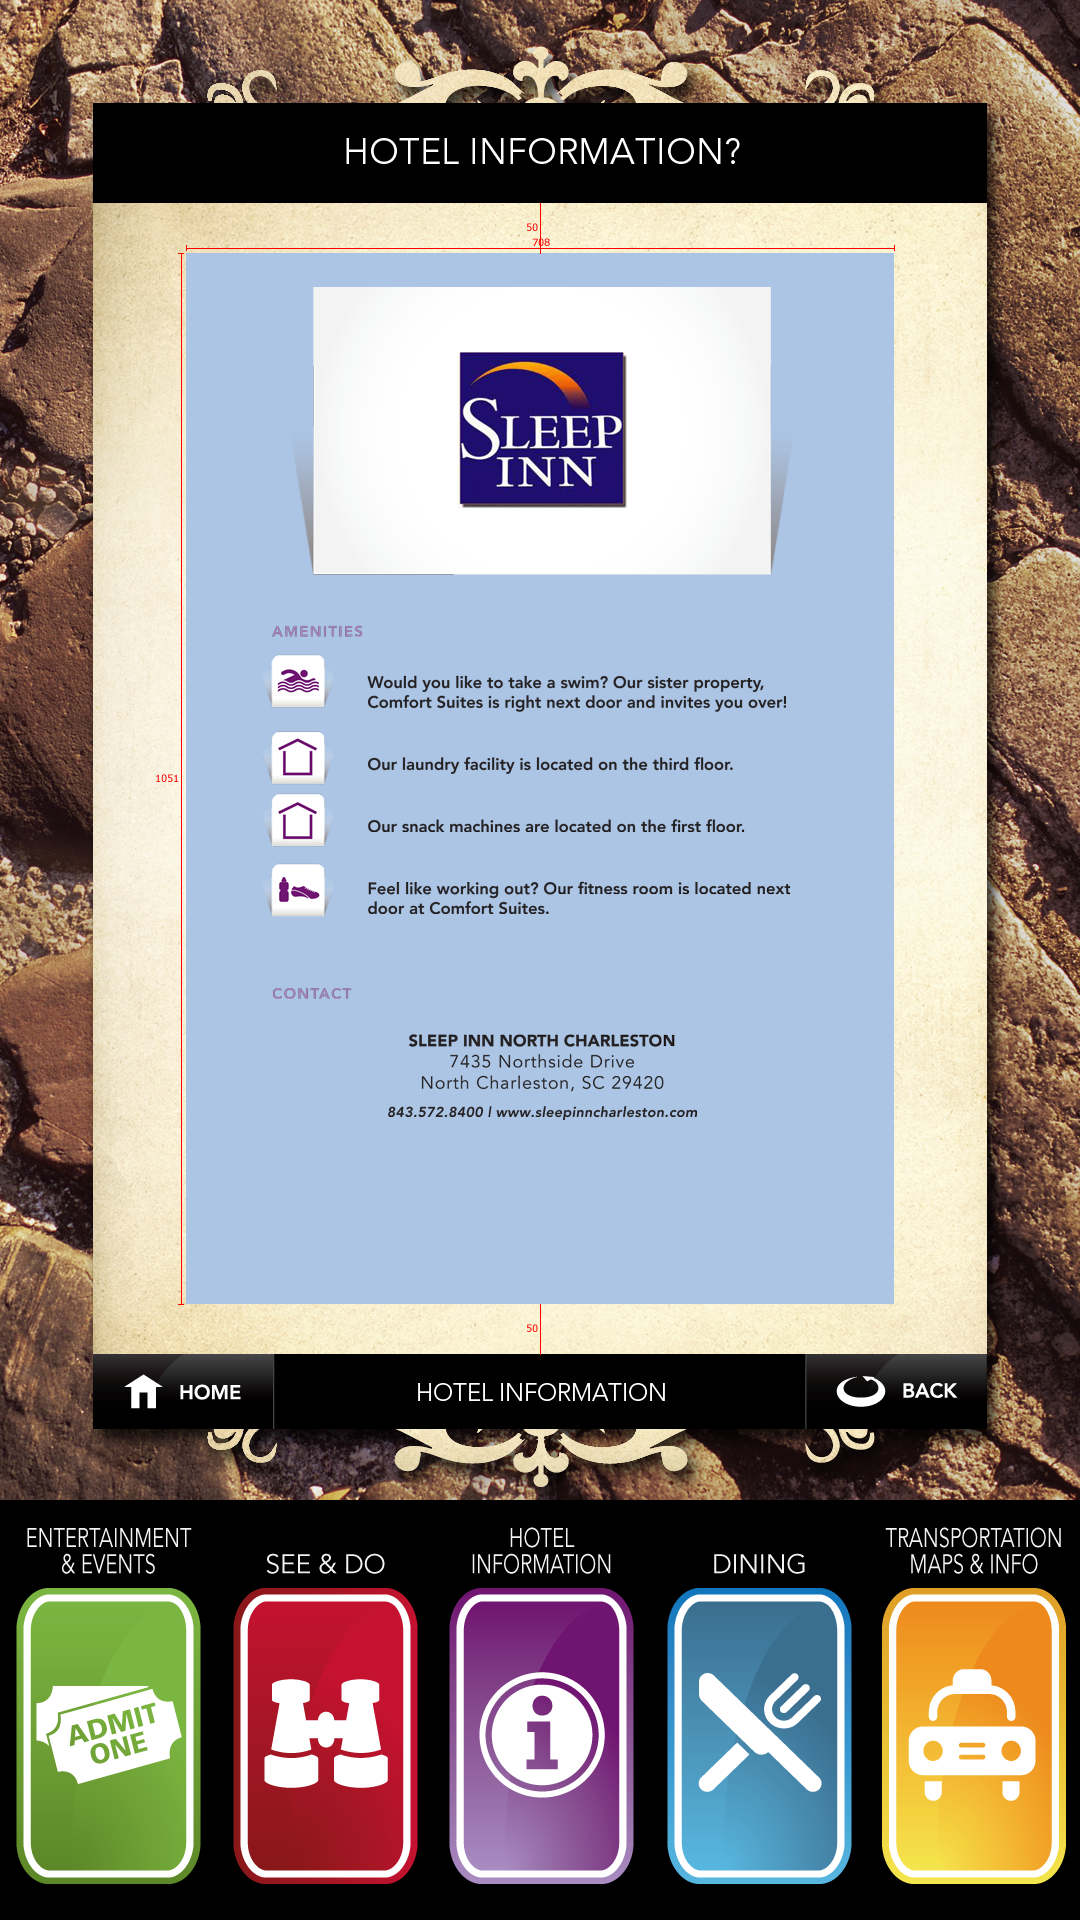 HOTEL INFORMATION?
50
708
SLEEP
INN
AMENITIES
Would you like to take a swim? Our sister property,
Comfort Suites is right next door and invites you over!
Our laundry facility is located on the third floor.
1051
Our snack machines are located on the first floor.
Feel like working out? Our fitness room is located next
door at Comfort Suites.
CONTACT
SLEEP INN NORTH CHARLESTON
7435 Northside Drive
North Charleston, SC 29420
843.572.8400 | www.sleepinncharleston.com
50
HOME
HOTEL INFORMATION
BACK
ENTERTAINMENT
& EVENTS
SEE & DO
HOTEL
INFORMATION
DINING
TRANSPORTATION
MAPS & INFO
ADMIT
ONE
i